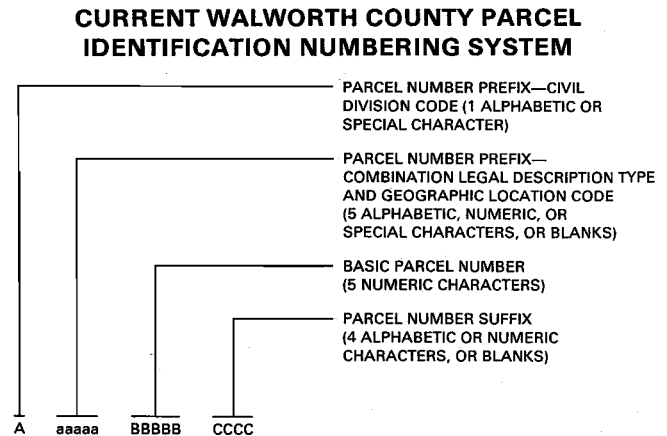 CURRENT WALWORTH COUNTY PARCEL
IDENTIFICATION NUMBERING SYSTEM
PARCEL NUMBER PREFIX—CIVIL
DIVISION CODE (1 ALPHABETIC OR
SPECIAL CHARACTER)
PARCEL NUMBER PREFIX—
COMBINATION LEGAL DESCRIPTION TYPE
AND GEOGRAPHIC LOCATION CODE
(5 ALPHABETIC, NUMERIC, OR
SPECIAL CHARACTERS, OR BLANKS)
BASIC PARCEL NUMBER
(5 NUMERIC CHARACTERS)
PARCEL NUMBER SUFFIX
(4 ALPHABETIC OR NUMERIC
CHARACTERS, OR BLANKS)
A aaaaa BBBBB CCCC